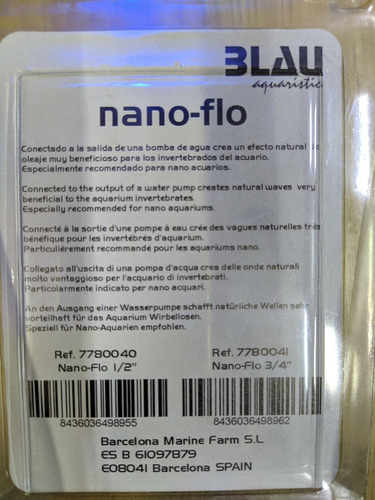 BLAU
aquaristic
nano-flo
Conectado a la salida de una bomba de agua crea un efecto natural de
oleaje muy beneficioso para los invertebrados del acuario.
Especialmente recomendado para nano acuarios.
Connected to the output of a water pump creates natural waves very
beneficial to the aquarium invertebrates.
Especially recommended for nano aquariums.
Connecté à la sortie d'une pompe à eau crée des vagues naturelles très
bénéfique pour les invertébrés d'aquarium.
Particulièrement recommandé pour les aquariums nano.
Collegato all'uscita di una pompa d'acqua crea delle onde naturali
molto vantaggioso per l'acquario di invertebrati.
Particolarmente indicato per nano acquari.
An den Ausgang einer Wasserpumpe schafft natürliche Wellen sehr
vorteilhaft für das Aquarium Wirbellosen.
Speziell für Nano-Aquarien empfohlen.
Ref. 7780040 Ref. 7780041
Nano-Flo 1/2" Nano-Flo 3/4"
8436036498955 8436036498962
Barcelona Marine Farm S.L.
ES B 61097879
E08041 Barcelona SPAIN